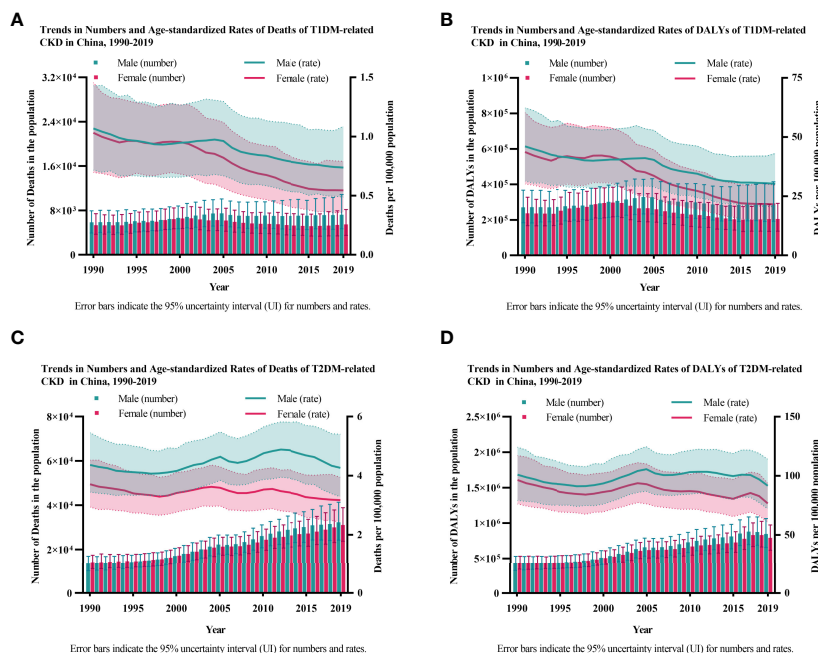 A
Trends in Numbers and Age-standardized Rates of Deaths of T1DM-related
CKD in China, 1990-2019
Male (number)
Male (rate)
Female (number)
Female (rate)
Number of Deaths in the population
3.2×10⁴
2.4×10⁴
1.6×10⁴
8×10³
0
1.5
1.0
0.5
0.0
Deaths per 100,000 population
1990
1995
2000
2005
2010
2015
2019
Year
Error bars indicate the 95% uncertainty interval (UI) for numbers and rates.
B
Trends in Numbers and Age-standardized Rates of DALYs of T1DM-related
CKD in China, 1990-2019
Male (number)
Male (rate)
Female (number)
Female (rate)
Number of DALYs in the population
1×10⁶
8×10⁵
6×10⁵
4×10⁵
2×10⁵
0
75
50
25
0
DALYs per 100,000 population
1990
1995
2000
2005
2010
2015
2019
Year
Error bars indicate the 95% uncertainty interval (UI) for numbers and rates.
C
Trends in Numbers and Age-standardized Rates of Deaths of T2DM-related
CKD in China, 1990-2019
Male (number)
Male (rate)
Female (number)
Female (rate)
Number of Deaths in the population
8×10⁴
6×10⁴
4×10⁴
2×10⁴
0
6
4
2
0
Deaths per 100,000 population
1990
1995
2000
2005
2010
2015
2019
Year
Error bars indicate the 95% uncertainty interval (UI) for numbers and rates.
D
Trends in Numbers and Age-standardized Rates of DALYs of T2DM-related
CKD in China, 1990-2019
Male (number)
Male (rate)
Female (number)
Female (rate)
Number of DALYs in the population
2.5×10⁶
2×10⁶
1.5×10⁶
1×10⁶
5×10⁵
0
150
100
50
0
DALYs per 100,000 population
1990
1995
2000
2005
2010
2015
2019
Year
Error bars indicate the 95% uncertainty interval (UI) for numbers and rates.